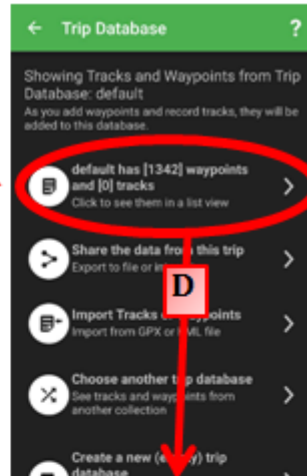 ← Trip Database ?
Showing Tracks and Waypoints from Trip
Database: default
As you add waypoints and record tracks, they will be
added to this database.
default has [1342] waypoints
and [0] tracks
Click to see them in a list view
Share the data from this trip
Export to file or
D
Import Tracks
Import from GPX or KML file
Choose another trip database
See tracks and waypoints from
another collection
Create a new (empty) trip
database